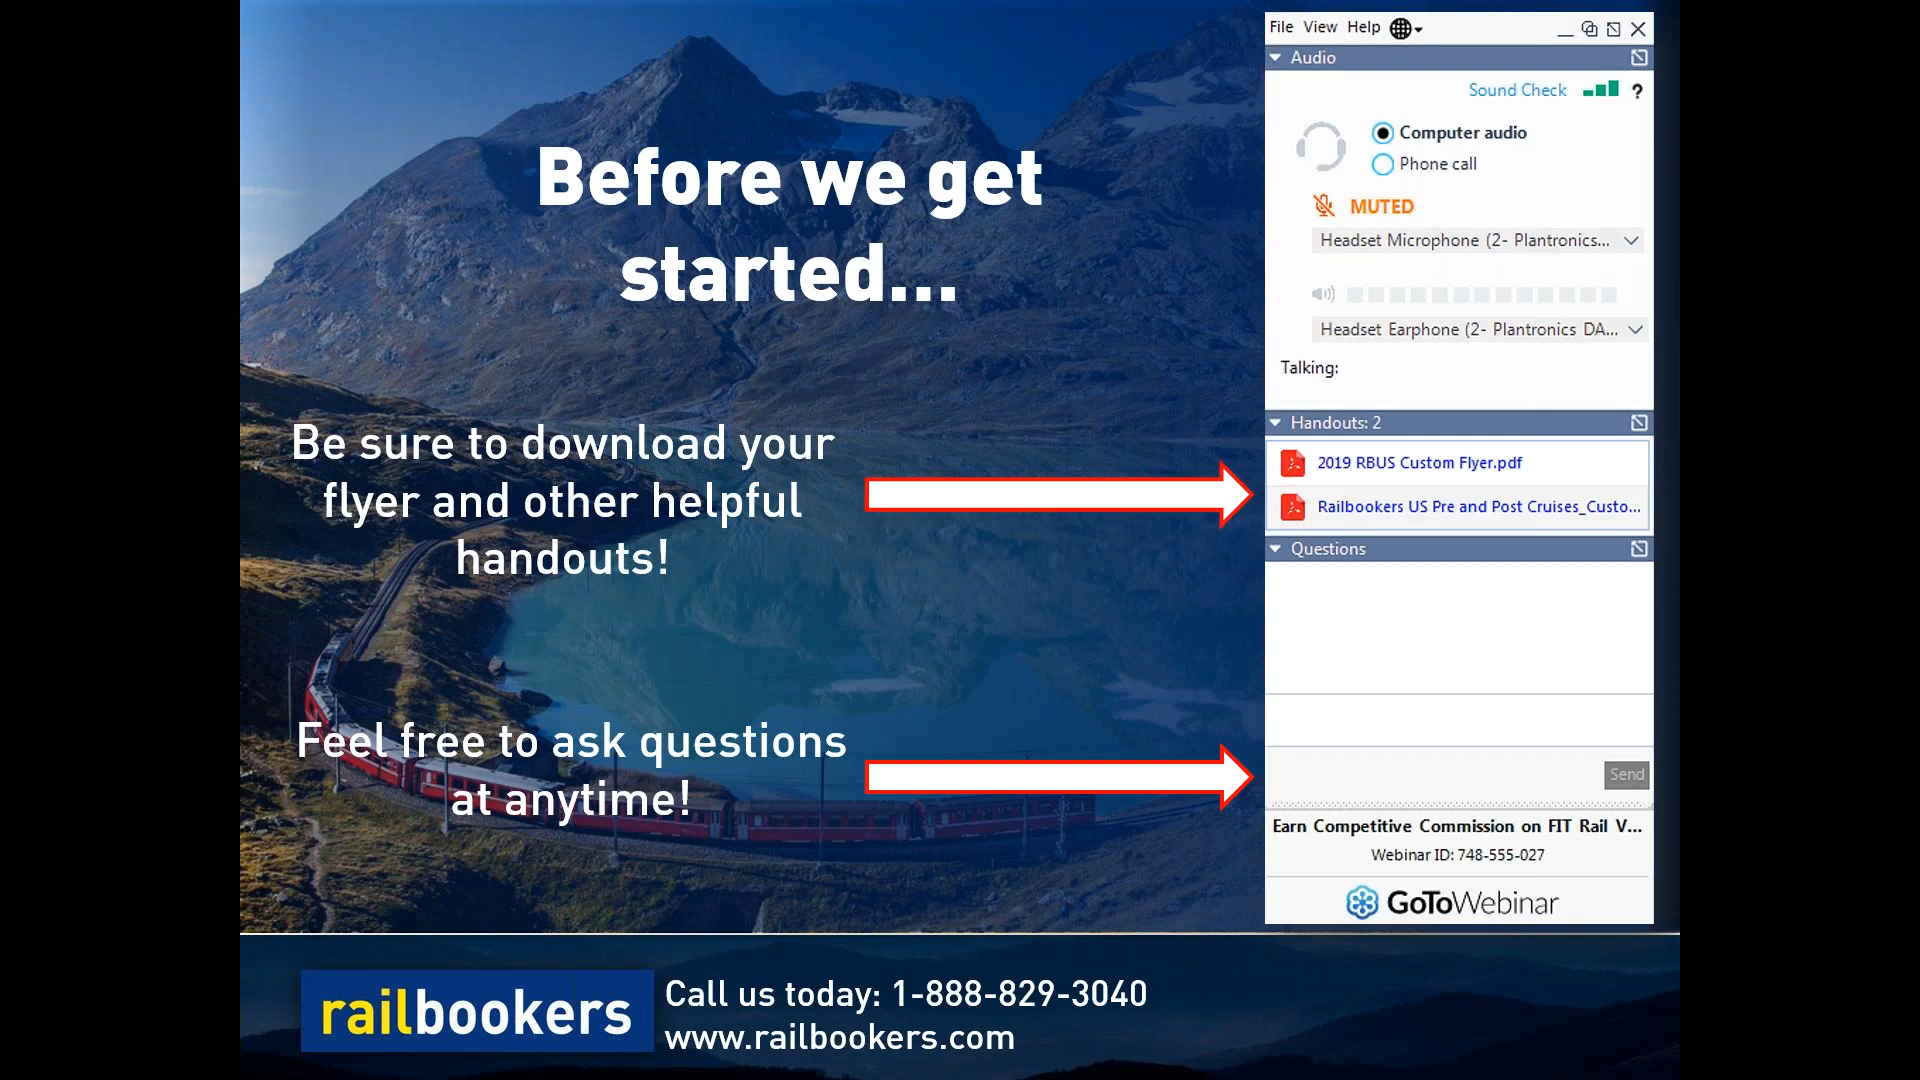 Before we get
started...
Be sure to download your
flyer and other helpful
handouts!
Feel free to ask questions
at anytime!
File View Help
Audio
Sound Check ?
Computer audio
Phone call
MUTED
Headset Microphone (2- Plantronics...
Headset Earphone (2- Plantronics DA...
Talking:
Handouts: 2
2019 RBUS Custom Flyer.pdf
Railbookers US Pre and Post Cruises_Custo...
Questions
Send
Earn Competitive Commission on FIT Rail V...
Webinar ID: 748-555-027
GoToWebinar
railbookers
Call us today: 1-888-829-3040
www.railbookers.com